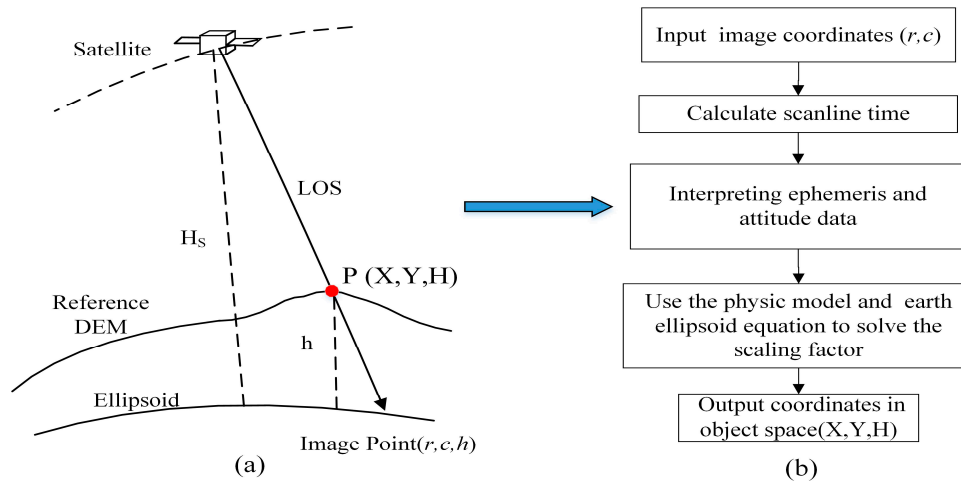 Satellite
LOS
H_S
P (X,Y,H)
Reference
DEM
h
Ellipsoid
Image Point(r,c,h)
(a)
Input image coordinates (r,c)
Calculate scanline time
Interpreting ephemeris and
attitude data
Use the physic model and earth
ellipsoid equation to solve the
scaling factor
Output coordinates in
object space(X,Y,H)
(b)